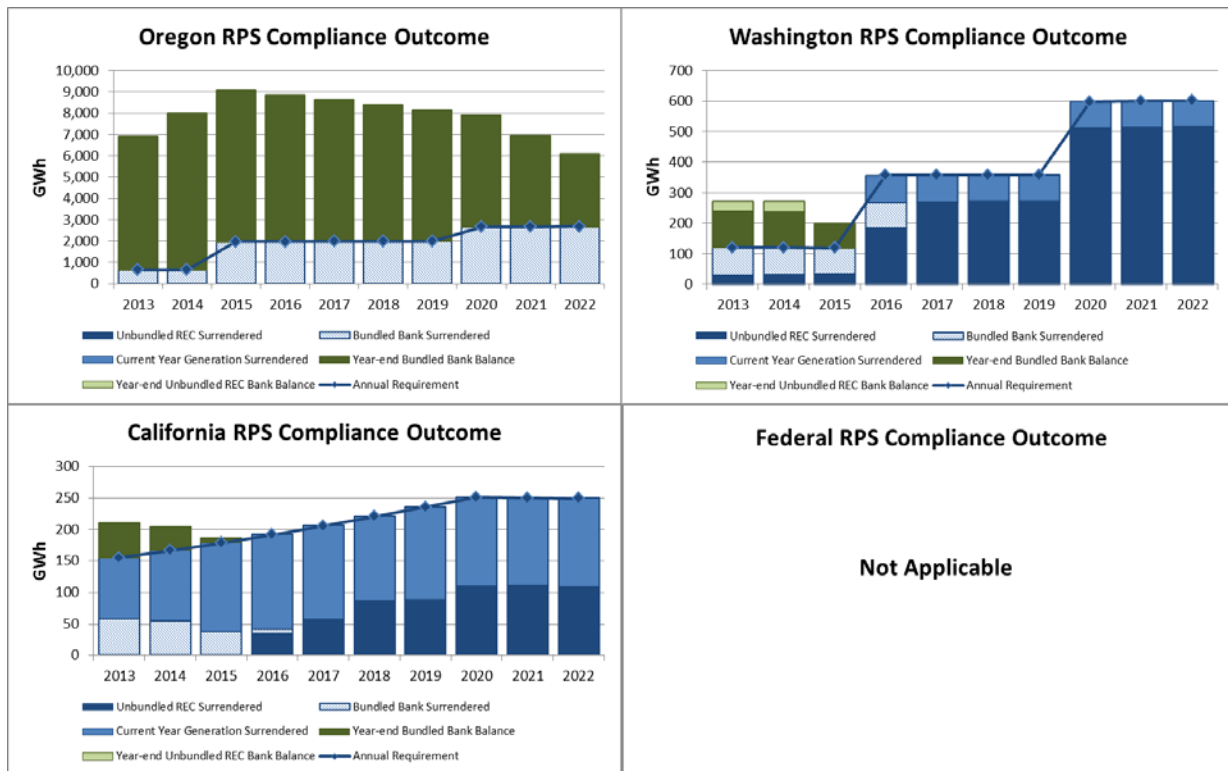 Oregon RPS Compliance Outcome
10,000
9,000
8,000
7,000
6,000
5,000
4,000
3,000
2,000
1,000
0
GWh
2013 2014 2015 2016 2017 2018 2019 2020 2021 2022
Unbundled REC Surrendered Bundled Bank Surrendered
Current Year Generation Surrendered Year-end Bundled Bank Balance
Year-end Unbundled REC Bank Balance Annual Requirement
Washington RPS Compliance Outcome
700
600
500
400
300
200
100
0
GWh
2013 2014 2015 2016 2017 2018 2019 2020 2021 2022
Unbundled REC Surrendered Bundled Bank Surrendered
Current Year Generation Surrendered Year-end Bundled Bank Balance
Year-end Unbundled REC Bank Balance Annual Requirement
California RPS Compliance Outcome
300
250
200
150
100
50
0
GWh
2013 2014 2015 2016 2017 2018 2019 2020 2021 2022
Unbundled REC Surrendered Bundled Bank Surrendered
Current Year Generation Surrendered Year-end Bundled Bank Balance
Year-end Unbundled REC Bank Balance Annual Requirement
Federal RPS Compliance Outcome
Not Applicable